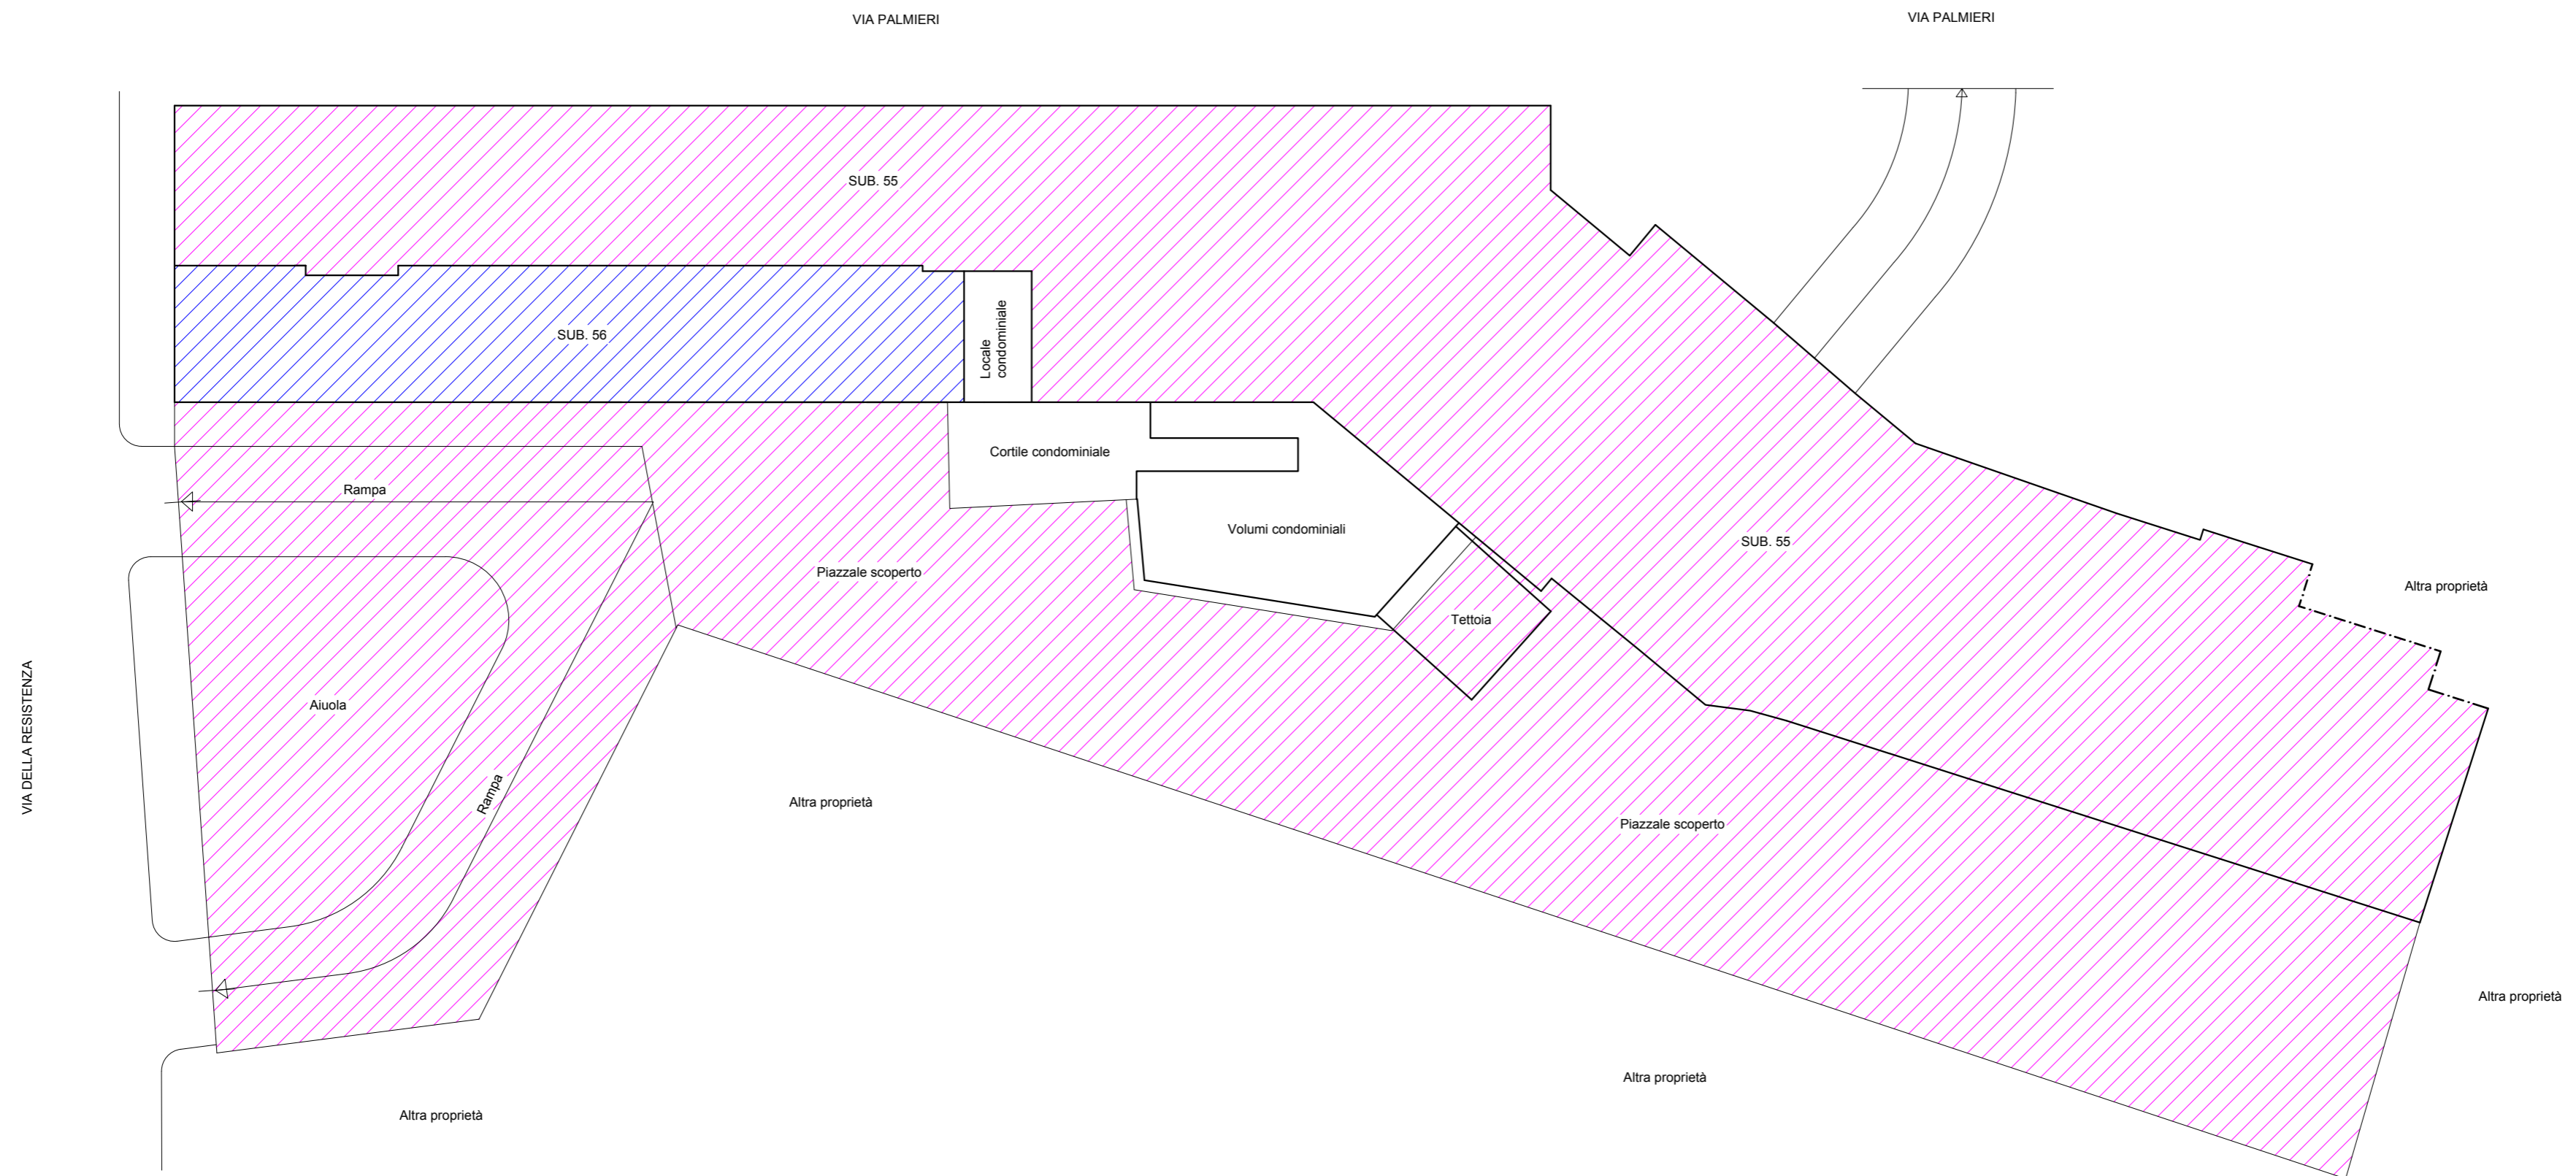 VIA PALMIERI
VIA PALMIERI
SUB. 55
SUB. 56
Locale
condominiale
Cortile condominiale
Rampa
Volumi condominiali
SUB. 55
Piazzale scoperto
Altra proprietà
Tettoia
VIA DELLA RESISTENZA
Aiuola
Rampa
Altra proprietà
Piazzale scoperto
Altra proprietà
Altra proprietà
Altra proprietà